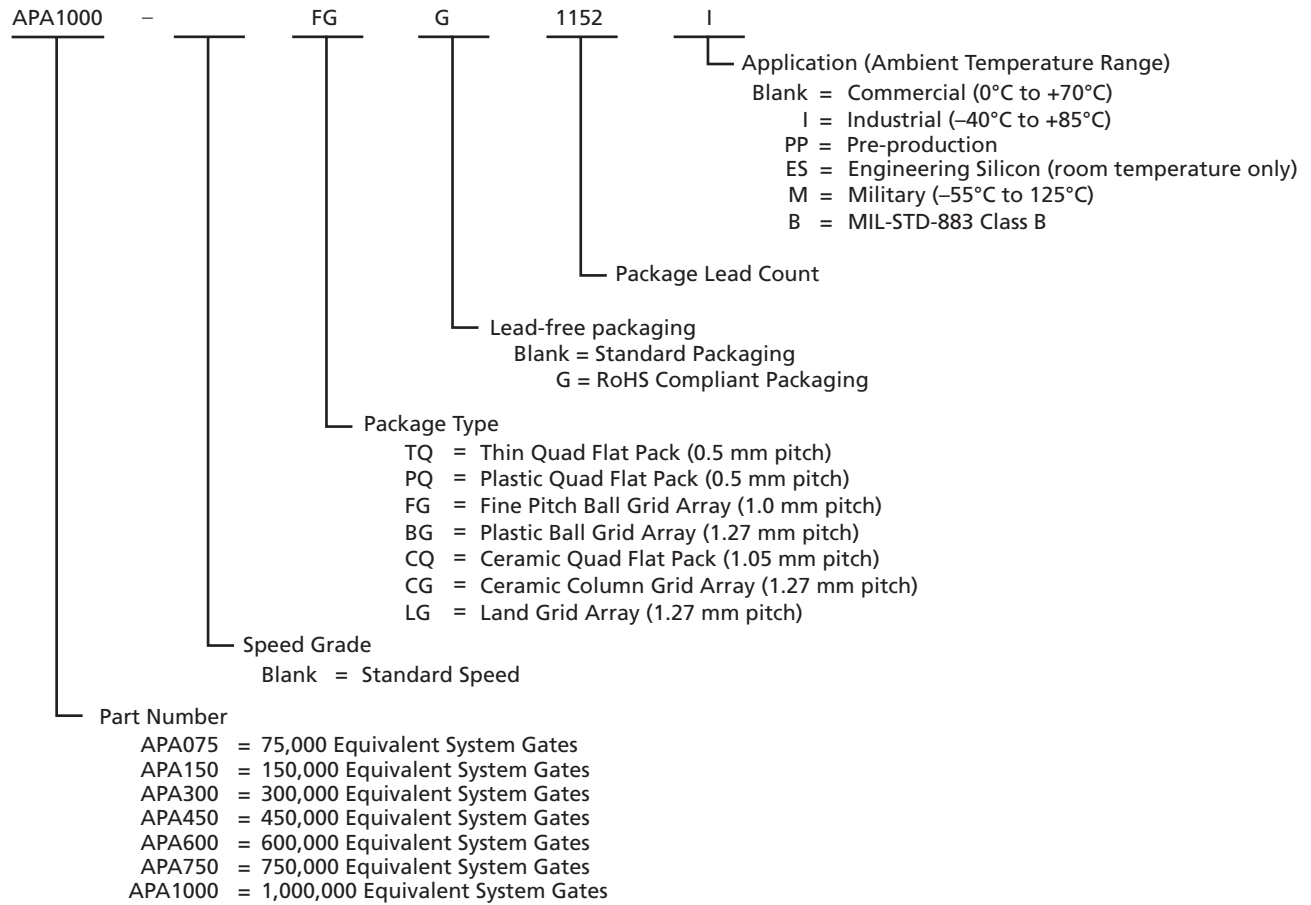 APA1000 – FG G 1152 I
Application (Ambient Temperature Range)
Blank = Commercial (0°C to +70°C)
I = Industrial (–40°C to +85°C)
PP = Pre-production
ES = Engineering Silicon (room temperature only)
M = Military (–55°C to 125°C)
B = MIL-STD-883 Class B
Package Lead Count
Lead-free packaging
Blank = Standard Packaging
G = RoHS Compliant Packaging
Package Type
TQ = Thin Quad Flat Pack (0.5 mm pitch)
PQ = Plastic Quad Flat Pack (0.5 mm pitch)
FG = Fine Pitch Ball Grid Array (1.0 mm pitch)
BG = Plastic Ball Grid Array (1.27 mm pitch)
CQ = Ceramic Quad Flat Pack (1.05 mm pitch)
CG = Ceramic Column Grid Array (1.27 mm pitch)
LG = Land Grid Array (1.27 mm pitch)
Speed Grade
Blank = Standard Speed
Part Number
APA075 = 75,000 Equivalent System Gates
APA150 = 150,000 Equivalent System Gates
APA300 = 300,000 Equivalent System Gates
APA450 = 450,000 Equivalent System Gates
APA600 = 600,000 Equivalent System Gates
APA750 = 750,000 Equivalent System Gates
APA1000 = 1,000,000 Equivalent System Gates